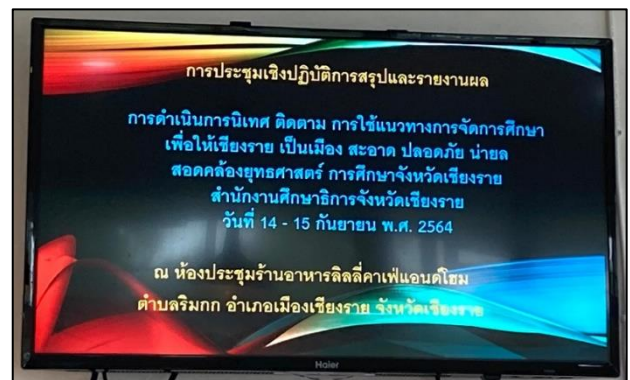 การประชุมเชิงปฏิบัติการสรุปและรายงานผล
การดำเนินการนิเทศ ติดตาม การใช้แนวทางการจัดการศึกษา
เพื่อให้เชียงราย เป็นเมือง สะอาด ปลอดภัย น่ายล
สอดคล้องยุทธศาสตร์ การศึกษาจังหวัดเชียงราย
สำนักงานศึกษาธิการจังหวัดเชียงราย
วันที่ 14 - 15 กันยายน พ.ศ. 2564
ณ ห้องประชุมร้านอาหารลิลลี่คาเฟ่แอนด์โฮม
ตำบลริมกก อำเภอเมืองเชียงราย จังหวัดเชียงราย
Haier